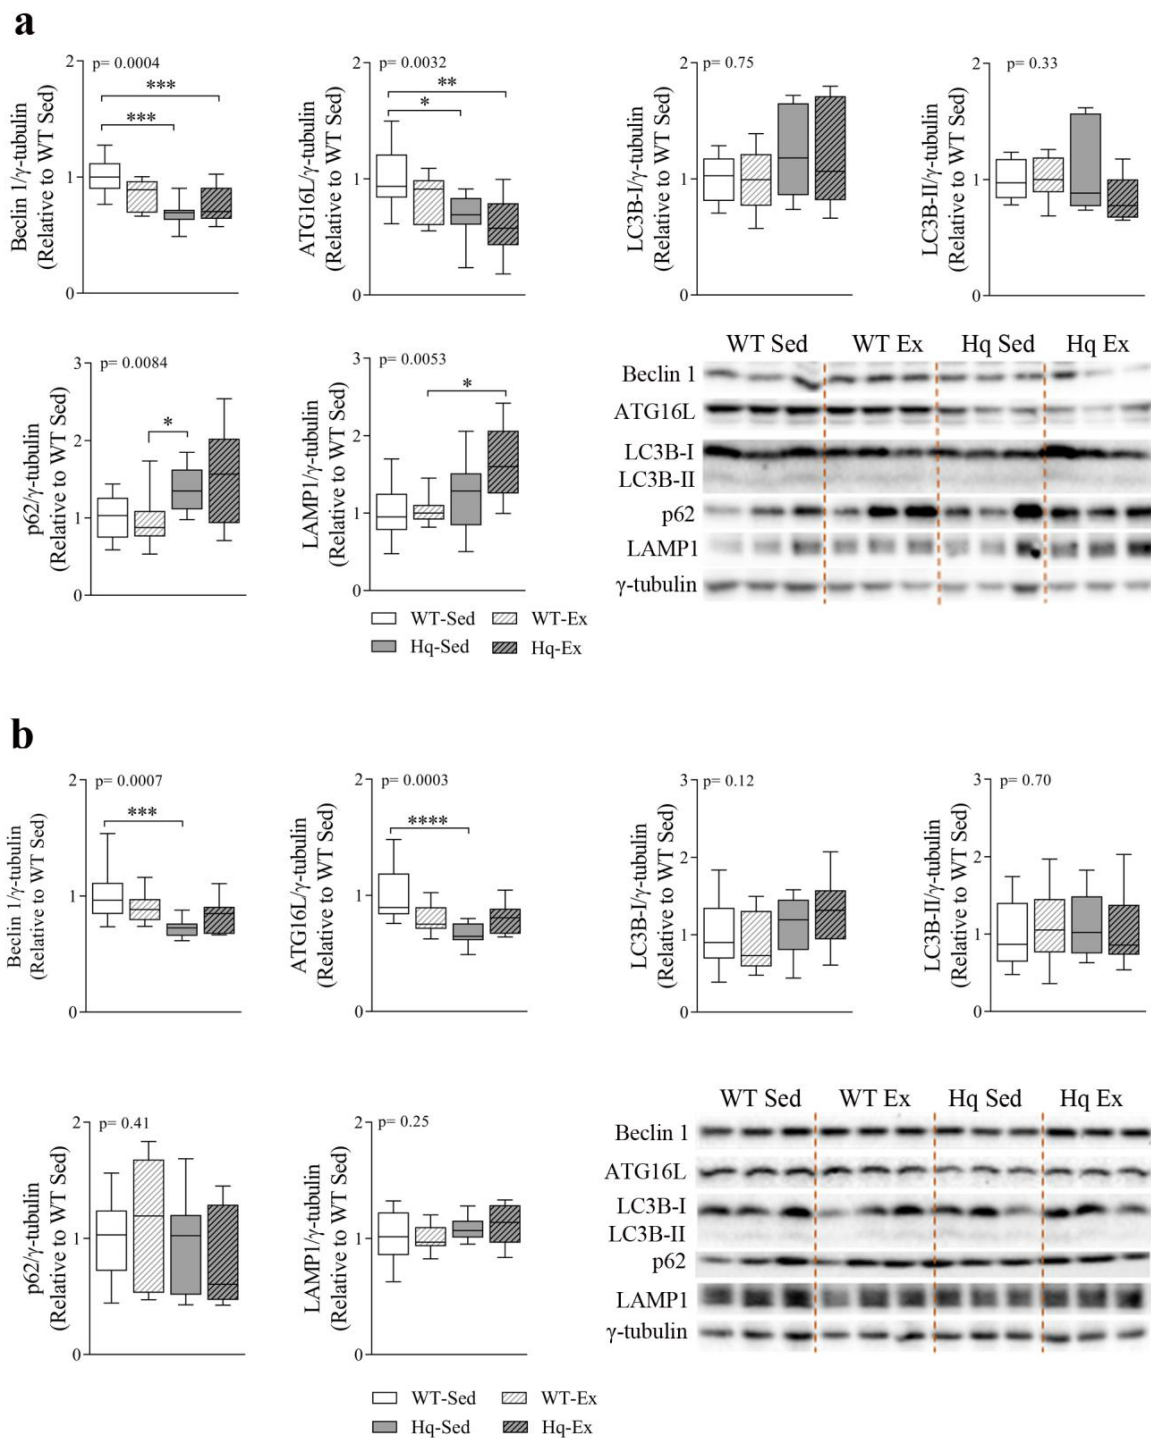 a
p= 0.0004
***
***
Beclin 1/γ-tubulin
(Relative to WT Sed)
2
1
0
p= 0.0032
**
*
ATG16L/γ-tubulin
(Relative to WT Sed)
2
1
0
p= 0.75
LC3B-I/γ-tubulin
(Relative to WT Sed)
2
1
0
p= 0.33
LC3B-II/γ-tubulin
(Relative to WT Sed)
2
1
0
p= 0.0084
*
p62/γ-tubulin
(Relative to WT Sed)
3
2
1
0
p= 0.0053
*
LAMP1/γ-tubulin
(Relative to WT Sed)
3
2
1
0
WT-Sed WT-Ex
Hq-Sed Hq-Ex
WT Sed WT Ex Hq Sed Hq Ex
Beclin 1
ATG16L
LC3B-I
LC3B-II
p62
LAMP1
γ-tubulin
b
p= 0.0007
***
Beclin 1/γ-tubulin
(Relative to WT Sed)
2
1
0
p= 0.0003
****
ATG16L/γ-tubulin
(Relative to WT Sed)
2
1
0
p= 0.12
LC3B-I/γ-tubulin
(Relative to WT Sed)
3
2
1
0
p= 0.70
LC3B-II/γ-tubulin
(Relative to WT Sed)
3
2
1
0
p= 0.41
p62/γ-tubulin
(Relative to WT Sed)
2
1
0
p= 0.25
LAMP1/γ-tubulin
(Relative to WT Sed)
2
1
0
WT Sed WT Ex Hq Sed Hq Ex
Beclin 1
ATG16L
LC3B-I
LC3B-II
p62
LAMP1
γ-tubulin
WT-Sed WT-Ex
Hq-Sed Hq-Ex